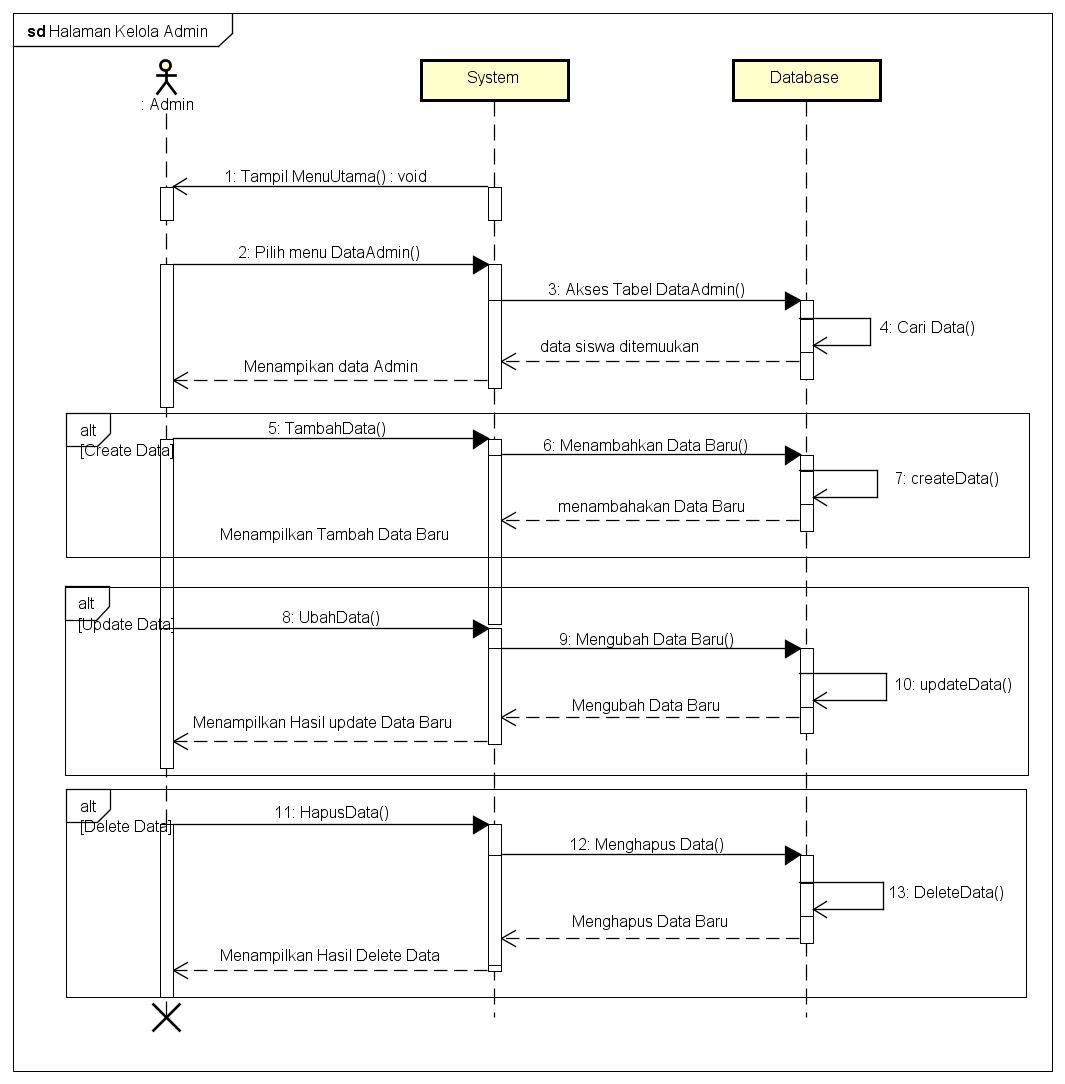 sd Halaman Kelola Admin
: Admin
System
Database
1: Tampil MenuUtama() : void
2: Pilih menu DataAdmin()
3: Akses Tabel DataAdmin()
4: Cari Data()
data siswa ditemuukan
Menampikan data Admin
alt
[Create Data]
5: TambahData()
6: Menambahkan Data Baru()
7: createData()
menambahakan Data Baru
Menampilkan Tambah Data Baru
alt
[Update Data]
8: UbahData()
9: Mengubah Data Baru()
10: updateData()
Mengubah Data Baru
Menampilkan Hasil update Data Baru
alt
[Delete Data]
11: HapusData()
12: Menghapus Data()
13: DeleteData()
Menghapus Data Baru
Menampilkan Hasil Delete Data